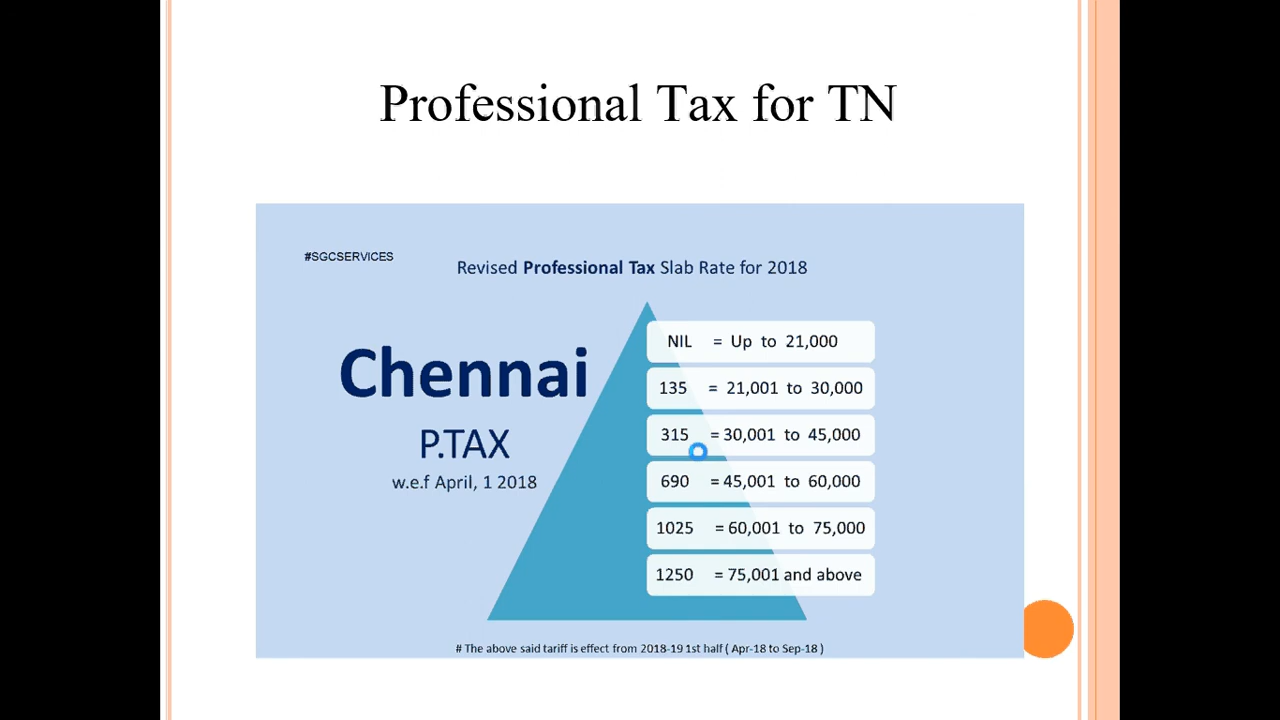 Professional Tax for TN
#SGCSERVICES
Revised Professional Tax Slab Rate for 2018
Chennai
P.TAX
w.e.f April, 1 2018
NIL = Up to 21,000
135 = 21,001 to 30,000
315 = 30,001 to 45,000
690 = 45,001 to 60,000
1025 = 60,001 to 75,000
1250 = 75,001 and above
# The above said tariff is effect from 2018-19 1st half ( Apr-18 to Sep-18 )